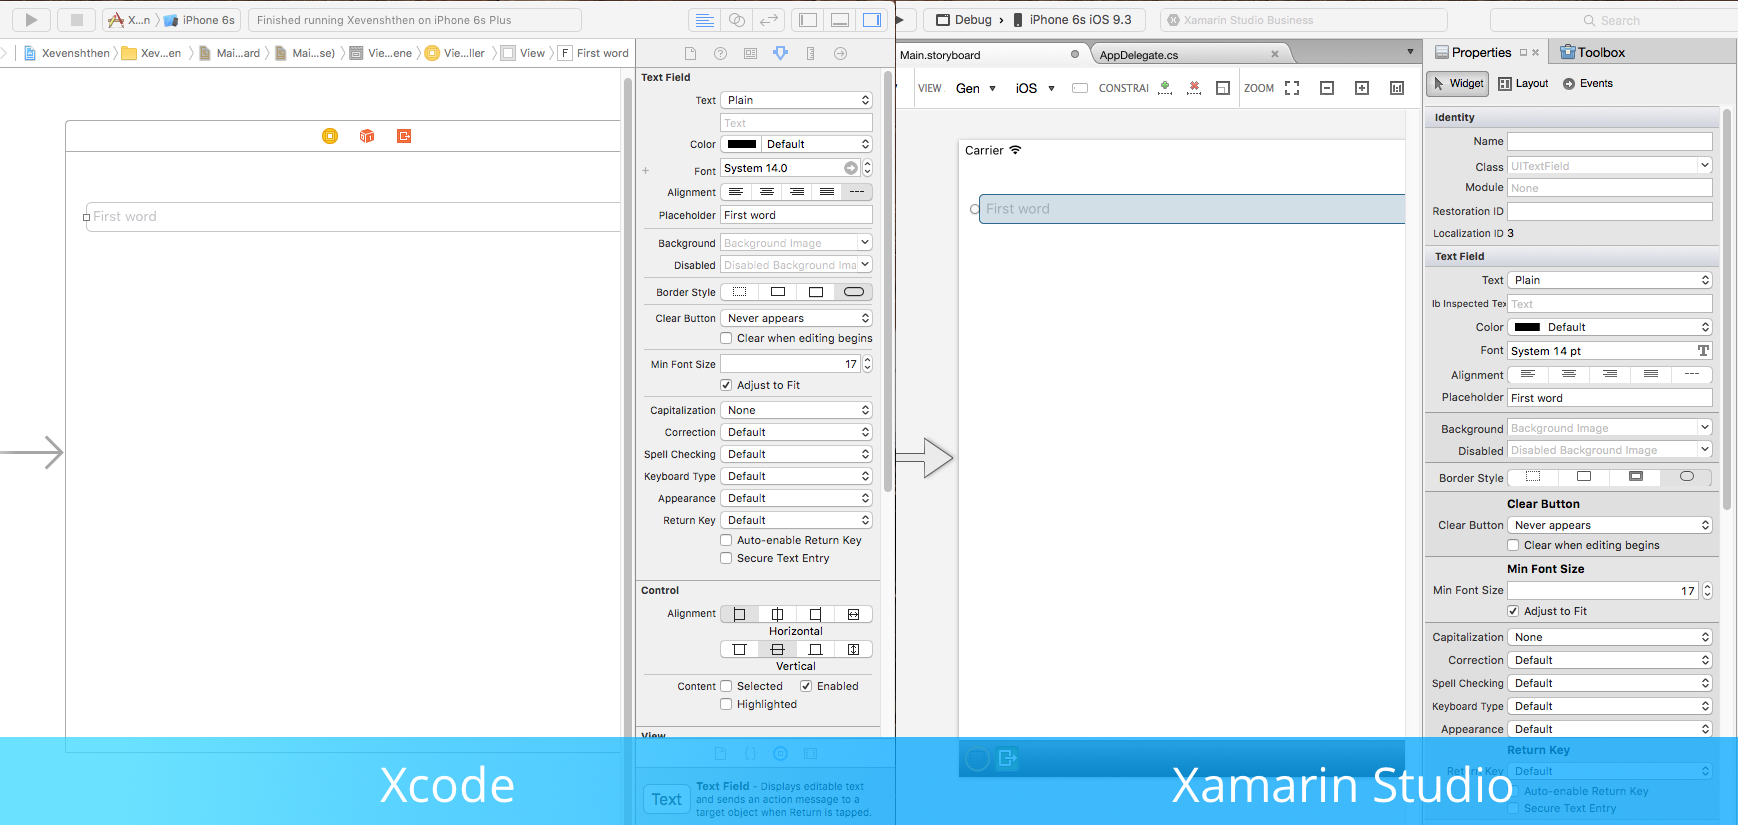 X...n
iPhone 6s
Finished running Xevenshthen on iPhone 6s Plus
Xevenshthen
Xev...en
Mai...ard
Mai...se)
Vie...ene
Vie...ller
View
F
First word
Text Field
Text
Plain
Text
Color
Default
Font
System 14.0
Alignment
Placeholder
First word
Background
Background Image
Disabled
Disabled Background Ima
Border Style
Clear Button
Never appears
Clear when editing begins
Min Font Size
17
Adjust to Fit
Capitalization
None
Correction
Default
Spell Checking
Default
Keyboard Type
Default
Appearance
Default
Return Key
Default
Auto-enable Return Key
Secure Text Entry
Control
Alignment
Horizontal
Vertical
Content
Selected
Enabled
Highlighted
View
Text
Text Field - Displays editable text
and sends an action message to a
target object when Return is tapped.
First word
Xcode
Debug
iPhone 6s iOS 9.3
Xamarin Studio Business
Search
Main.storyboard
AppDelegate.cs
VIEW
Gen
iOS
CONSTRAI
ZOOM
Carrier
First word
Properties
Toolbox
Widget
Layout
Events
Identity
Name
Class
UITextField
Module
None
Restoration ID
Localization ID 3
Text Field
Text
Plain
Ib Inspected Tex
Text
Color
Default
Font
System 14 pt
Alignment
Placeholder
First word
Background
Background Image
Disabled
Disabled Background Image
Border Style
Clear Button
Clear Button
Never appears
Clear when editing begins
Min Font Size
Min Font Size
17
Adjust to Fit
Capitalization
None
Correction
Default
Spell Checking
Default
Keyboard Type
Default
Appearance
Default
Return Key
Return Key
Default
Auto-enable Return Key
Secure Text Entry
Xamarin Studio